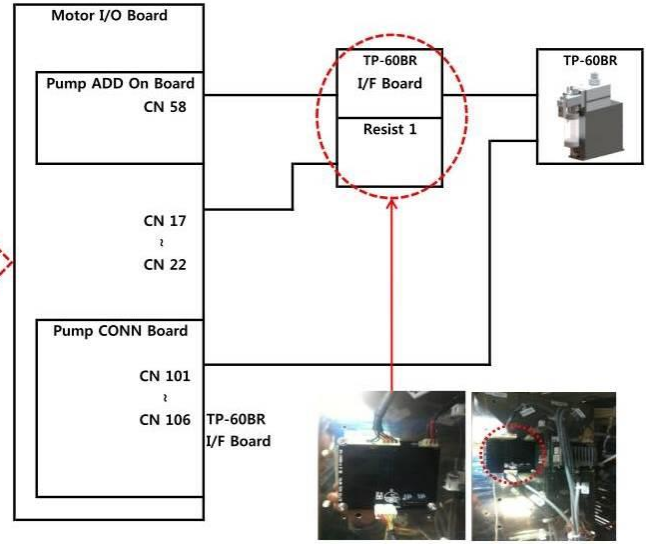 Motor I/O Board
Pump ADD On Board
CN 58
CN 17
~
CN 22
Pump CONN Board
CN 101
~
CN 106
TP-60BR
I/F Board
TP-60BR
I/F Board
Resist 1
TP-60BR